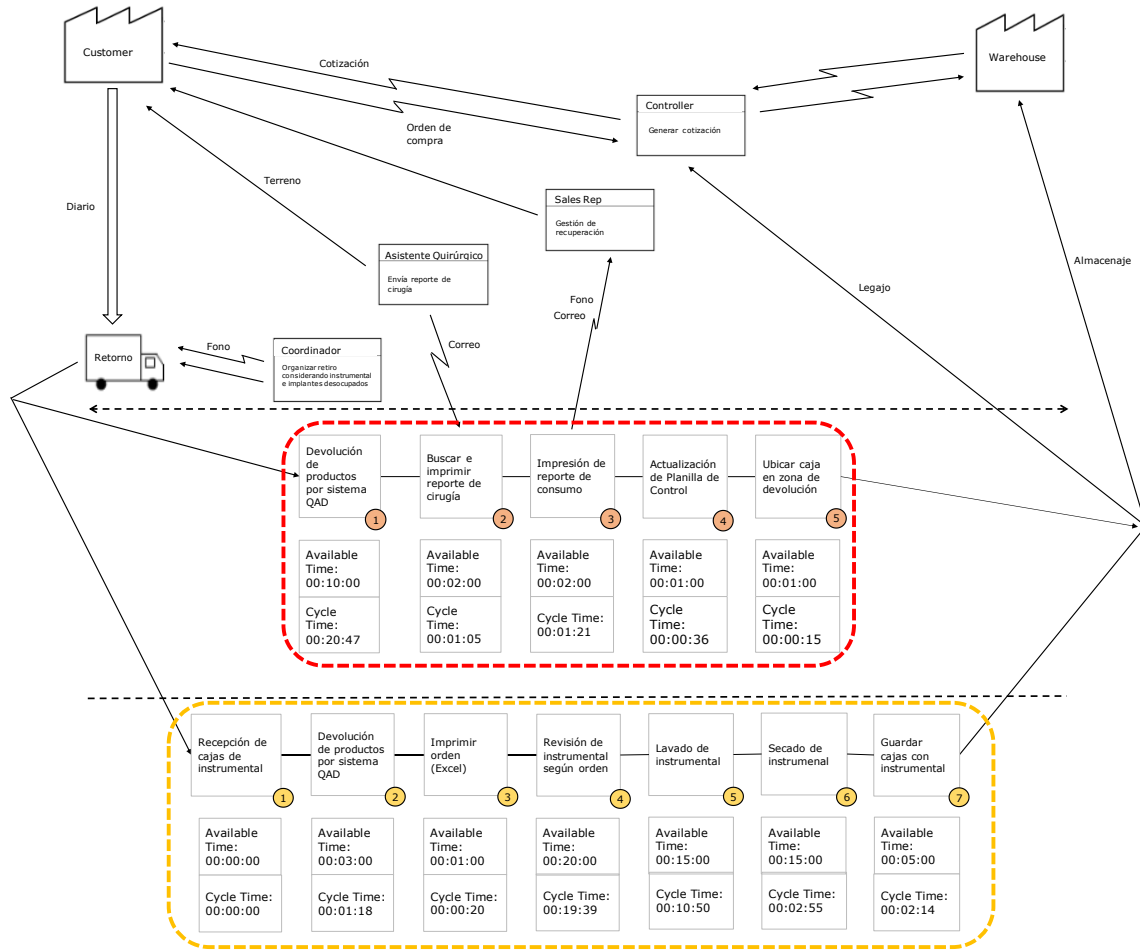 Customer
Warehouse
Cotización
Controller
Generar cotización
Orden de
compra
Terreno
Sales Rep
Gestión de
recuperación
Diario
Asistente Quirúrgico
Envía reporte de
cirugía
Almacenaje
Legajo
Fono
Correo
Retorno
Fono
Coordinador
Organizar retiro
considerando instrumental
e implantes desocupados
Correo
Devolución
de
productos
por sistema
QAD
1
Buscar e
imprimir
reporte de
cirugía
2
Impresión de
reporte de
consumo
3
Actualización
de Planilla de
Control
4
Ubicar caja
en zona de
devolución
5
Available
Time:
00:10:00
Cycle
Time:
00:20:47
Available
Time:
00:02:00
Cycle
Time:
00:01:05
Available
Time:
00:02:00
Cycle Time:
00:01:21
Available
Time:
00:01:00
Cycle
Time:
00:00:36
Available
Time:
00:01:00
Cycle
Time:
00:00:15
Recepción de
cajas de
instrumental
1
Devolución
de productos
por sistema
QAD
2
Imprimir
orden
(Excel)
3
Revisión de
instrumental
según orden
4
Lavado de
instrumental
5
Secado de
instrumenal
6
Guardar
cajas con
instrumental
7
Available
Time:
00:00:00
Cycle Time:
00:00:00
Available
Time:
00:03:00
Cycle Time:
00:01:18
Available
Time:
00:01:00
Cycle Time:
00:00:20
Available
Time:
00:20:00
Cycle Time:
00:19:39
Available
Time:
00:15:00
Cycle Time:
00:10:50
Available
Time:
00:15:00
Cycle Time:
00:02:55
Available
Time:
00:05:00
Cycle Time:
00:02:14